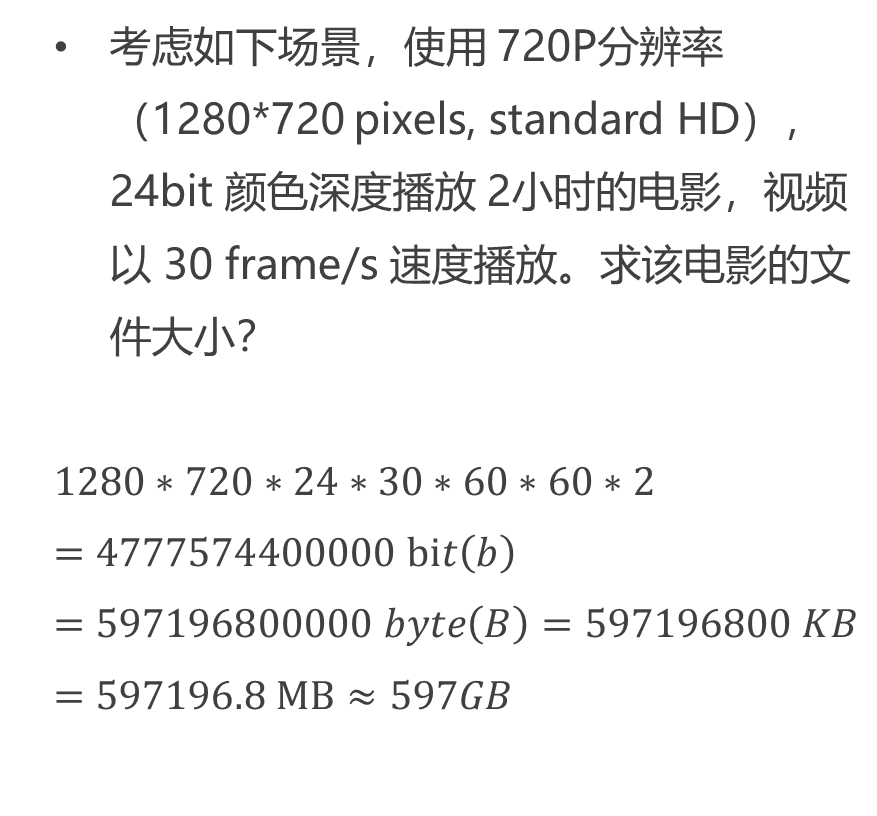 • 考虑如下场景，使用 720P分辨率
（1280*720 pixels, standard HD），
24bit 颜色深度播放 2小时的电影，视频
以 30 frame/s 速度播放。求该电影的文
件大小？
1280 ∗ 720 ∗ 24 ∗ 30 ∗ 60 ∗ 60 ∗ 2
= 4777574400000 bit(b)
= 597196800000 byte(B) = 597196800 KB
= 597196.8 MB ≈ 597GB